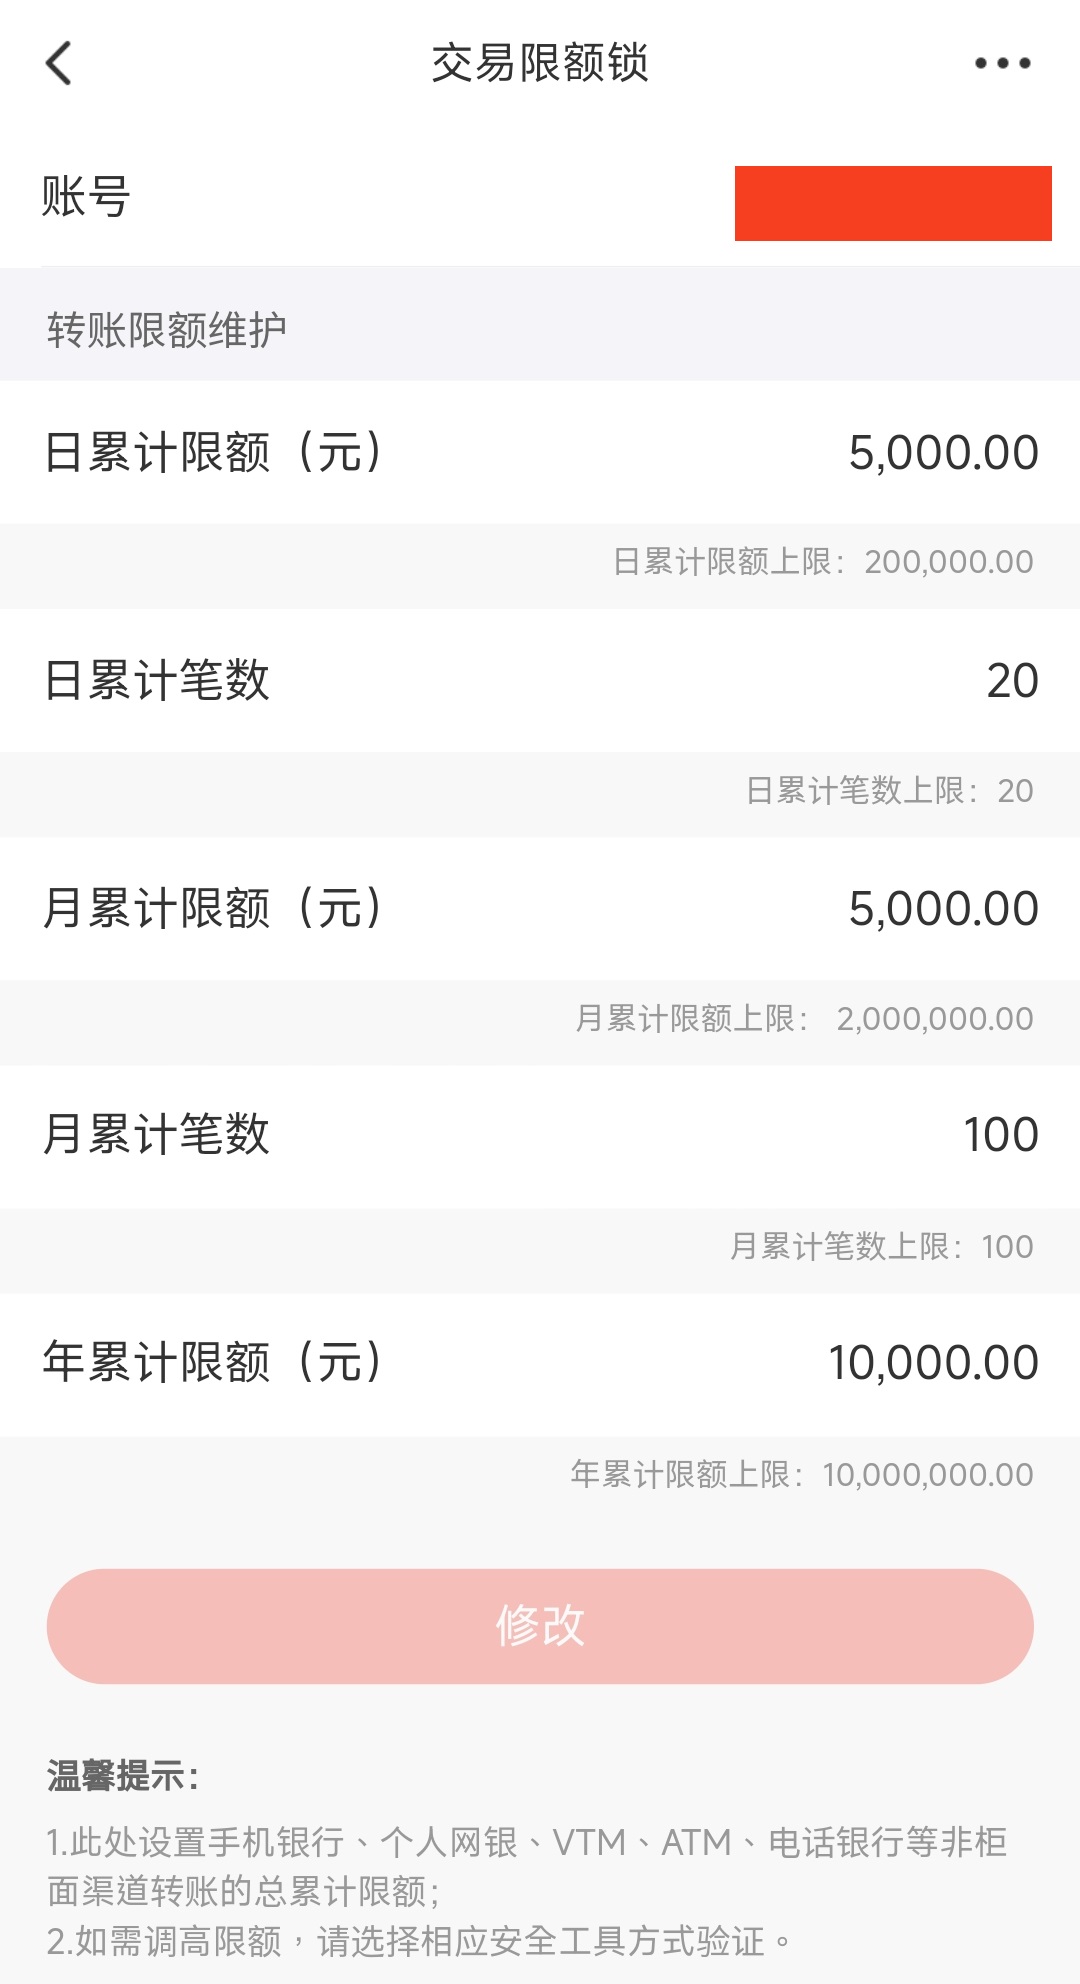 交易限额锁
账号
转账限额维护
日累计限额（元） 5,000.00
日累计限额上限：200,000.00
日累计笔数 20
日累计笔数上限：20
月累计限额（元） 5,000.00
月累计限额上限： 2,000,000.00
月累计笔数 100
月累计笔数上限：100
年累计限额（元） 10,000.00
年累计限额上限：10,000,000.00
修改
温馨提示：
1.此处设置手机银行、个人网银、VTM、ATM、电话银行等非柜
面渠道转账的总累计限额；
2.如需调高限额，请选择相应安全工具方式验证。